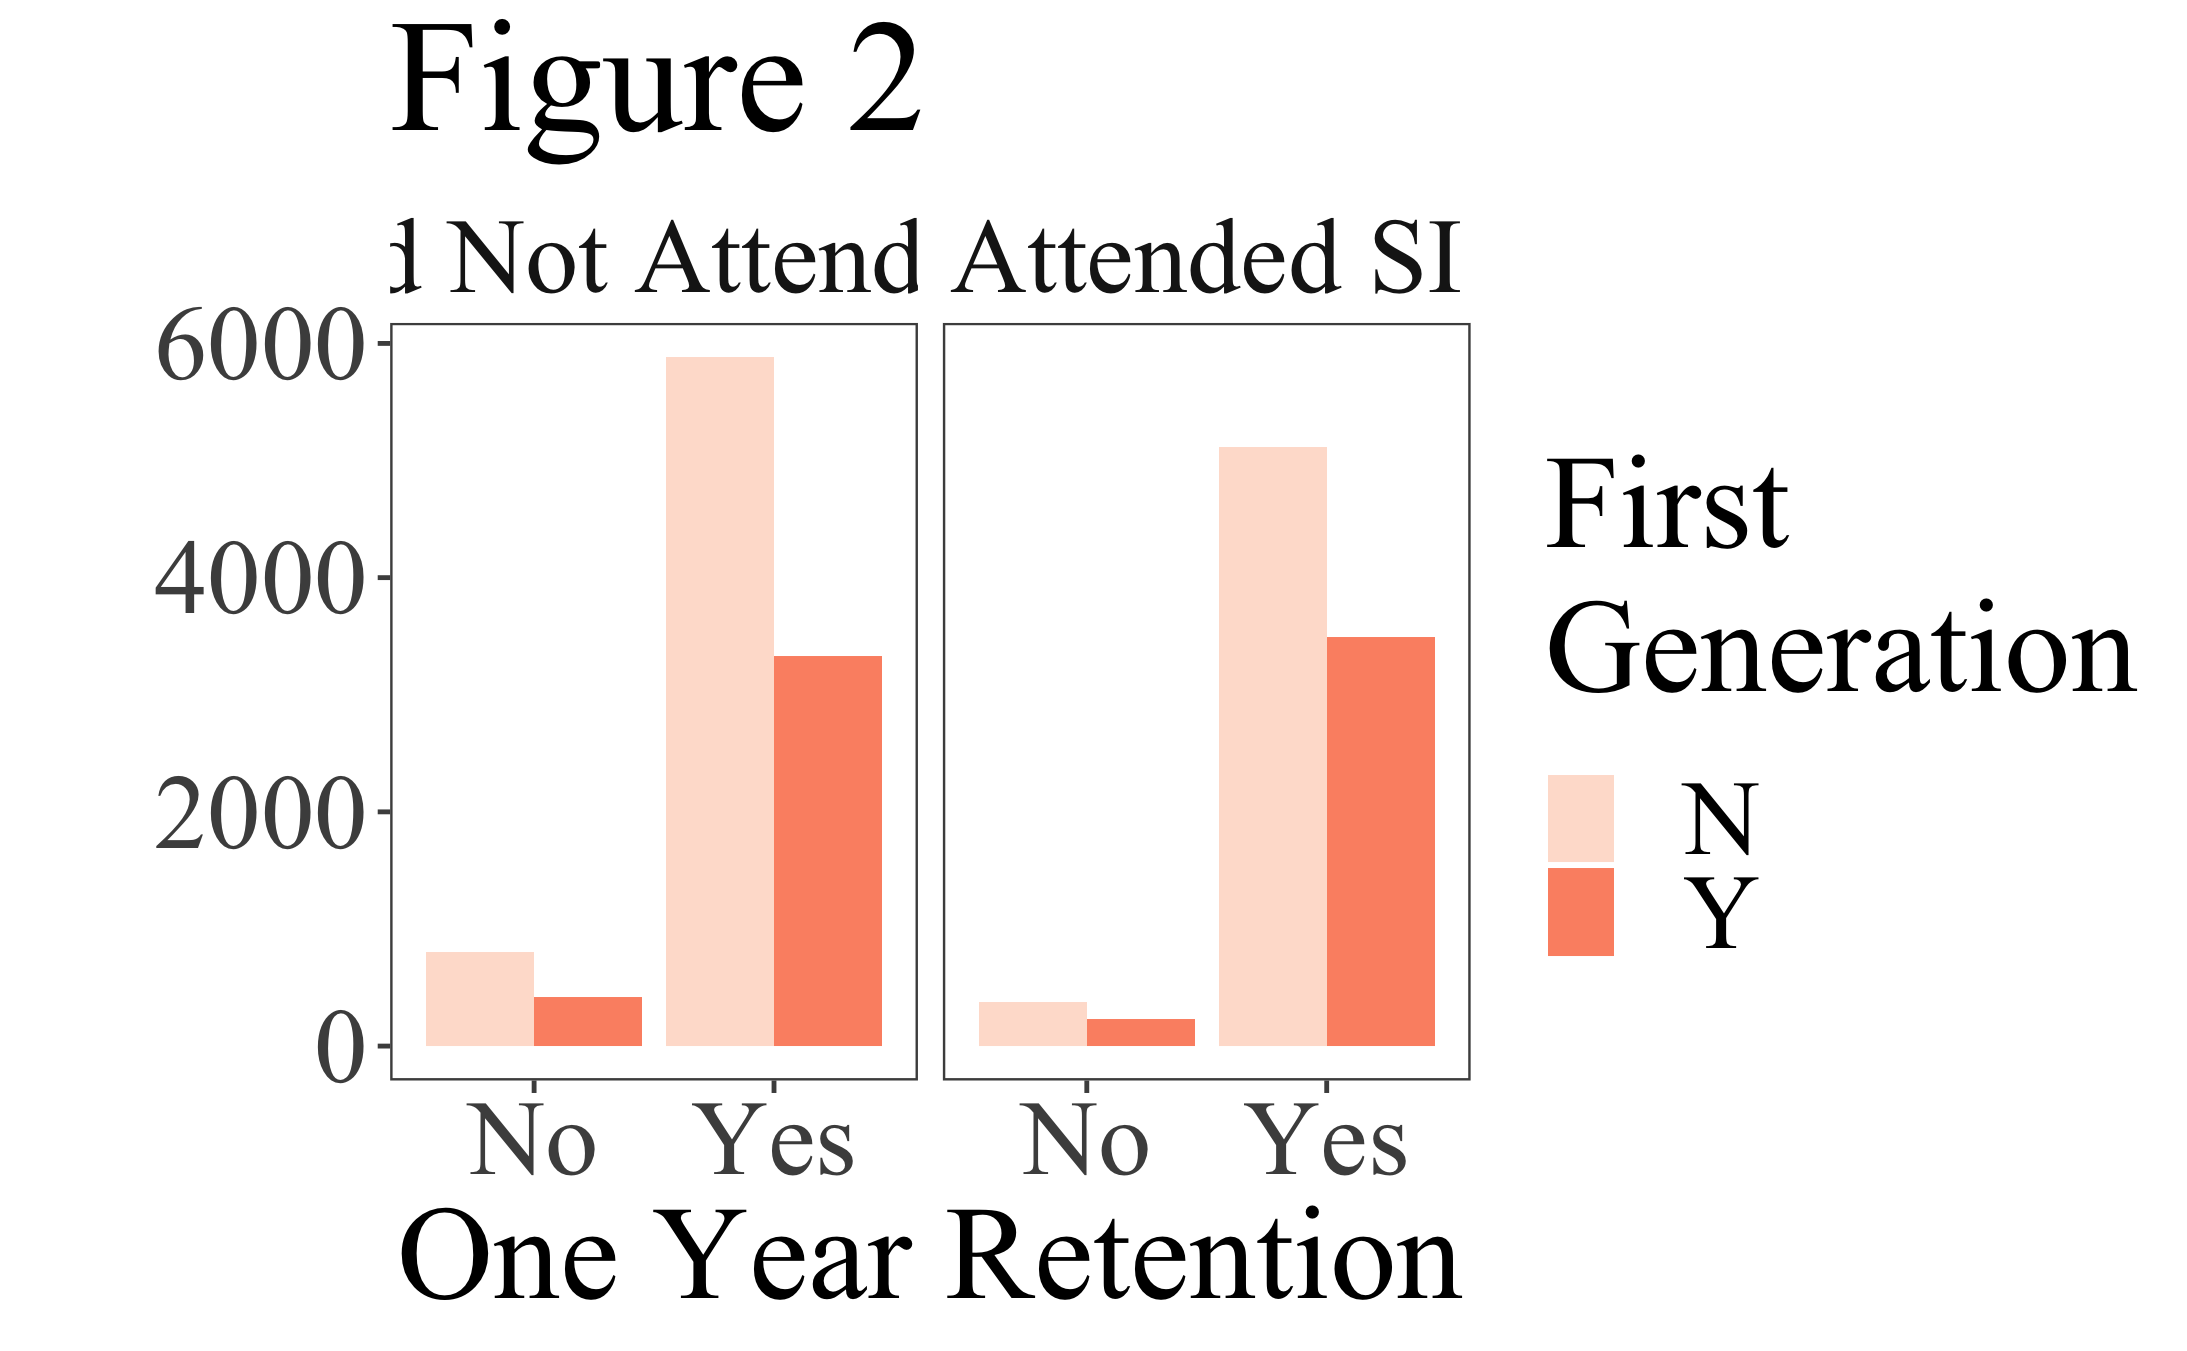 Figure 2
d Not Attend Attended SI
6000
4000
2000
0
No Yes No Yes
One Year Retention
First
Generation
N
Y